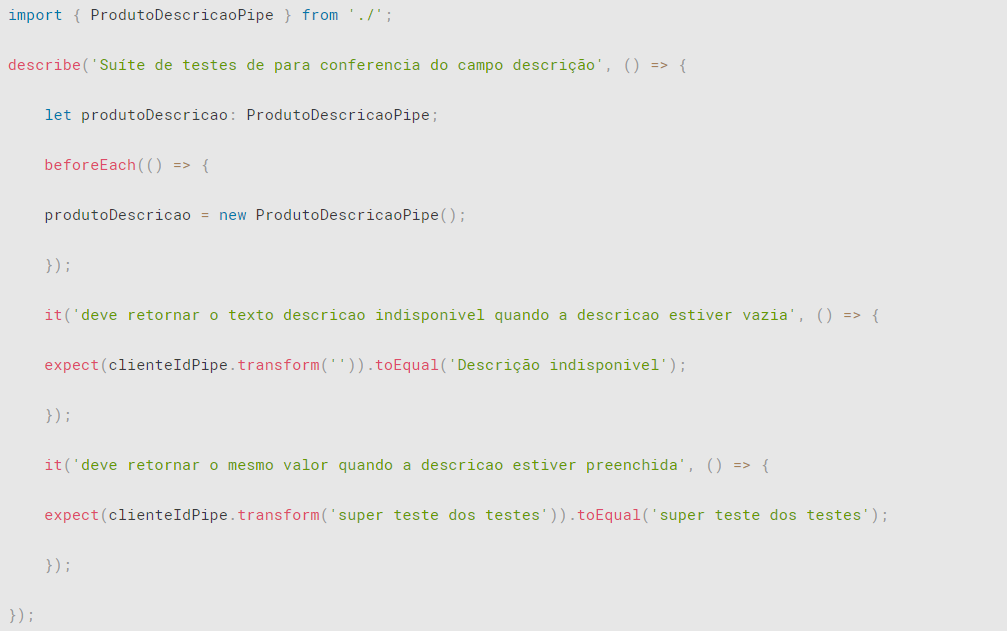 import { ProdutoDescricaoPipe } from './';
describe('Suíte de testes de para conferencia do campo descrição', () => {
let produtoDescricao: ProdutoDescricaoPipe;
beforeEach(() => {
produtoDescricao = new ProdutoDescricaoPipe();
});
it('deve retornar o texto descricao indisponivel quando a descricao estiver vazia', () => {
expect(clienteIdPipe.transform('')).toEqual('Descrição indisponivel');
});
it('deve retornar o mesmo valor quando a descricao estiver preenchida', () => {
expect(clienteIdPipe.transform('super teste dos testes')).toEqual('super teste dos testes');
});
});